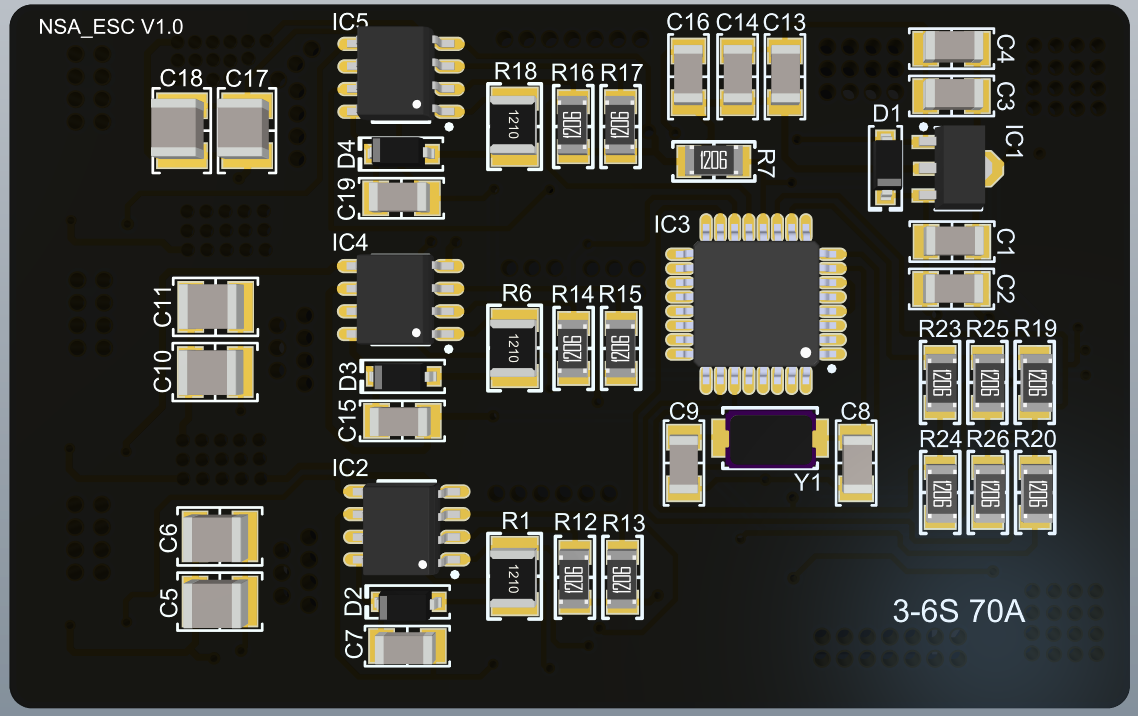 NSA_ESC V1.0
IC5
C16 C14 C13
C4
C18 C17
R18 R16 R17
C3
D1
IC1
1210
1206
1206
D4
1206
R7
C19
IC3
IC4
C1
C11
R6 R14 R15
C2
R23 R25 R19
1210
1206
1206
C10
D3
1206
1206
1206
C15
C9
C8
R24 R26 R20
IC2
Y1
1206
1206
1206
C6
R1 R12 R13
1210
1206
1206
C5
D2
3-6S 70A
C7